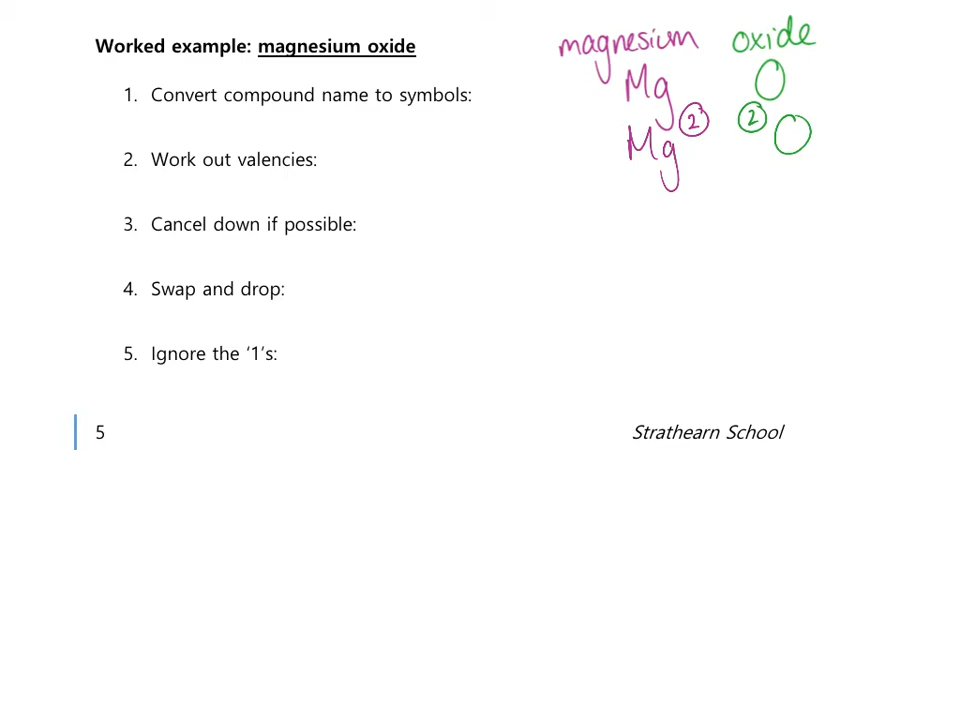 Worked example: magnesium oxide
magnesium oxide
1. Convert compound name to symbols:
Mg O
2. Work out valencies:
Mg 2 2 O
3. Cancel down if possible:
4. Swap and drop:
5. Ignore the ‘1’s:
5 Strathearn School